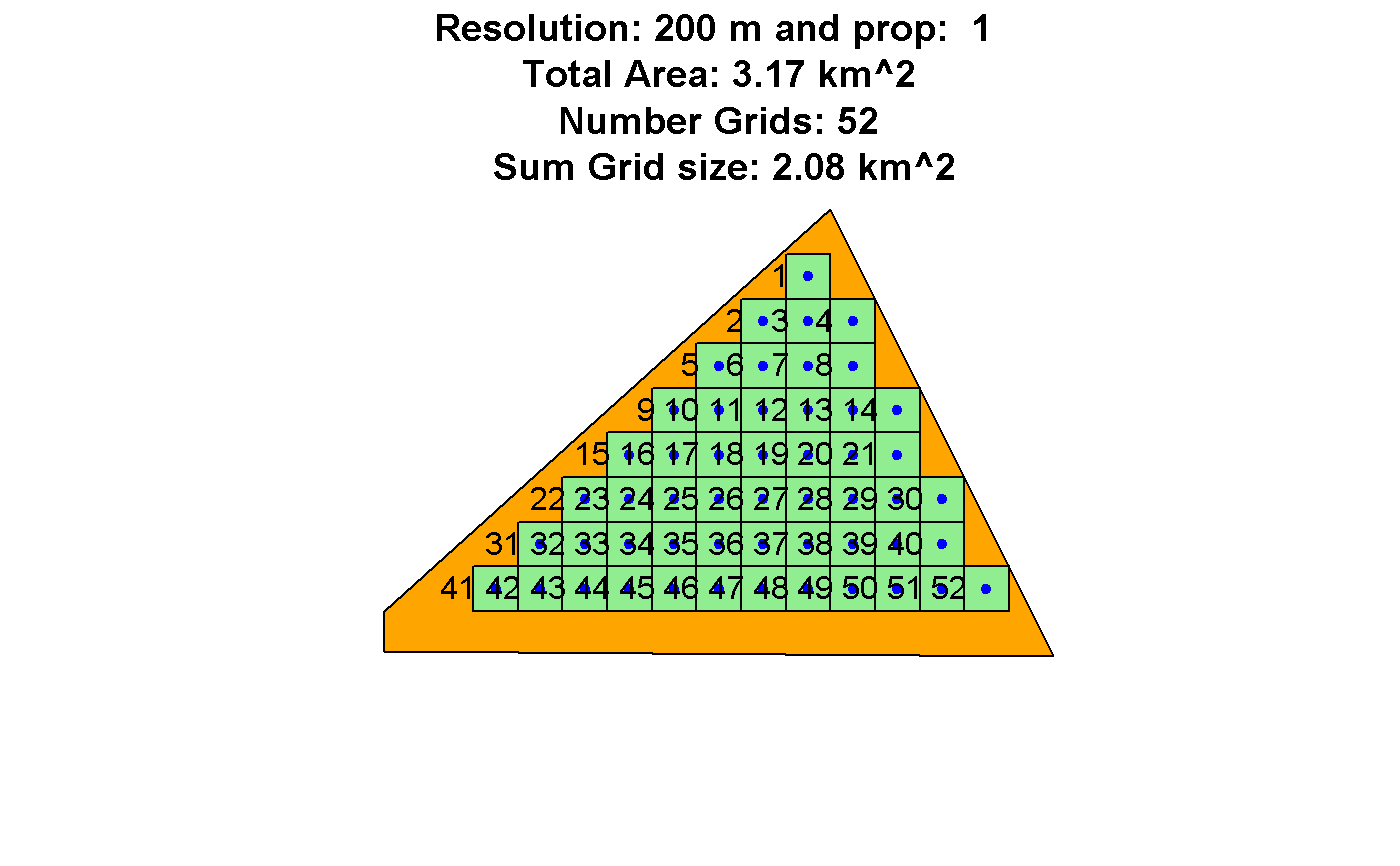 Resolution: 200 m and prop:  1
Total Area: 3.17 km^2
Number Grids: 52
Sum Grid size: 2.08 km^2
1
2 3 4
5 6 7 8
9 10 11 12 13 14
15 16 17 18 19 20 21
22 23 24 25 26 27 28 29 30
31 32 33 34 35 36 37 38 39 40
41 42 43 44 45 46 47 48 49 50 51 52